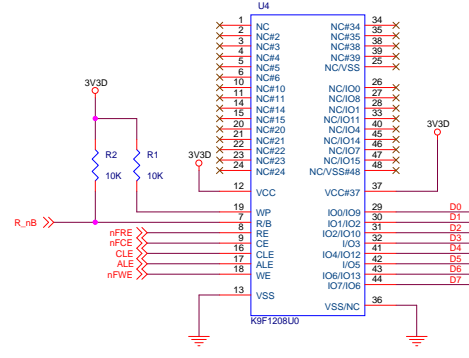 U4
1 NC NC#34 34
2 NC#2 NC#35 35
3 NC#3 NC#38 38
4 NC#4 NC#39 39
5 NC#5 NC/VSS 25
6 NC#6
10 NC#10 NC/IO0 26
11 NC#11 NC/IO8 27
14 NC#14 NC/IO1 28
15 NC#15 NC/IO11 33
20 NC#20 NC/IO4 40
21 NC#21 NC/IO14 45
22 NC#22 NC/IO7 46
23 NC#23 NC/IO15 47
24 NC#24 NC/VSS#48 48
3V3D
3V3D
3V3D
R2 R1
10K 10K
12 VCC VCC#37 37
19 WP IO0/IO9 29 D0
R_nB 7 R/B IO1/IO2 30 D1
nFRE 8 RE IO2/IO10 31 D2
nFCE 9 CE I/O3 32 D3
CLE 16 CLE IO4/IO12 41 D4
ALE 17 ALE I/O5 42 D5
nFWE 18 WE IO6/IO13 43 D6
IO7/IO6 44 D7
13 VSS VSS/NC 36
K9F1208U0